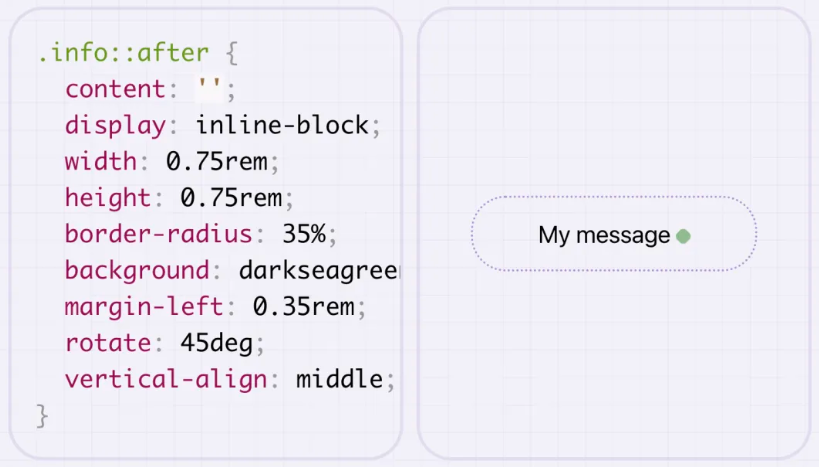 .info::after {
content: '';
display: inline-block;
width: 0.75rem;
height: 0.75rem;
border-radius: 35%;
background: darkseagree
margin-left: 0.35rem;
rotate: 45deg;
vertical-align: middle;
}
My message